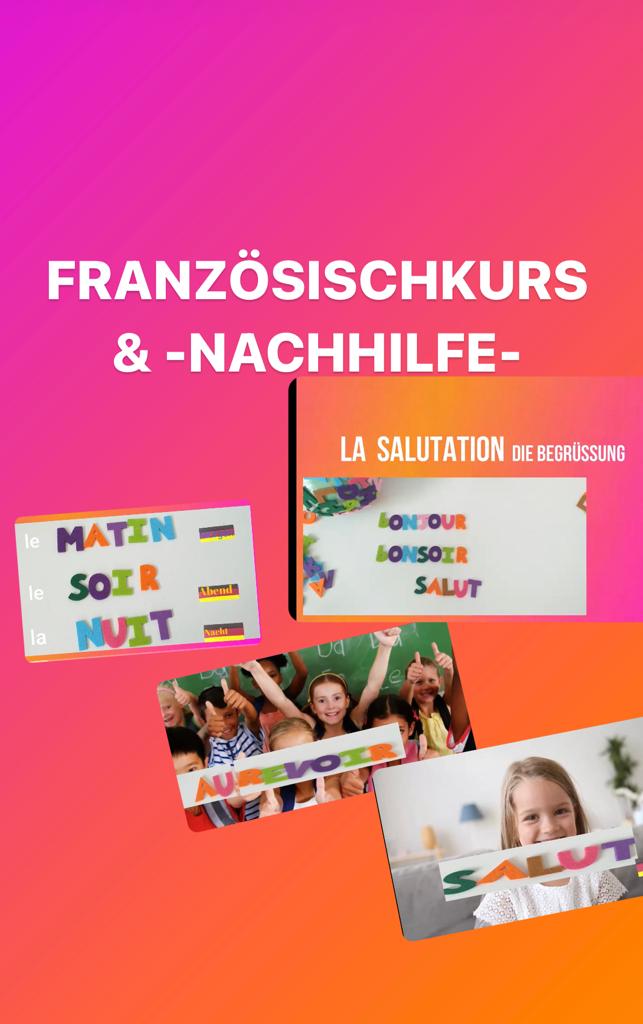 FRANZÖSISCHKURS
& -NACHHILFE-
LA SALUTATION DIE BEGRÜSSUNG
bONJOUR
bONSOIR
SALUT
le MATIN
le SOIR Abend
la NUIT Nacht
AUREVOIR
SALUT